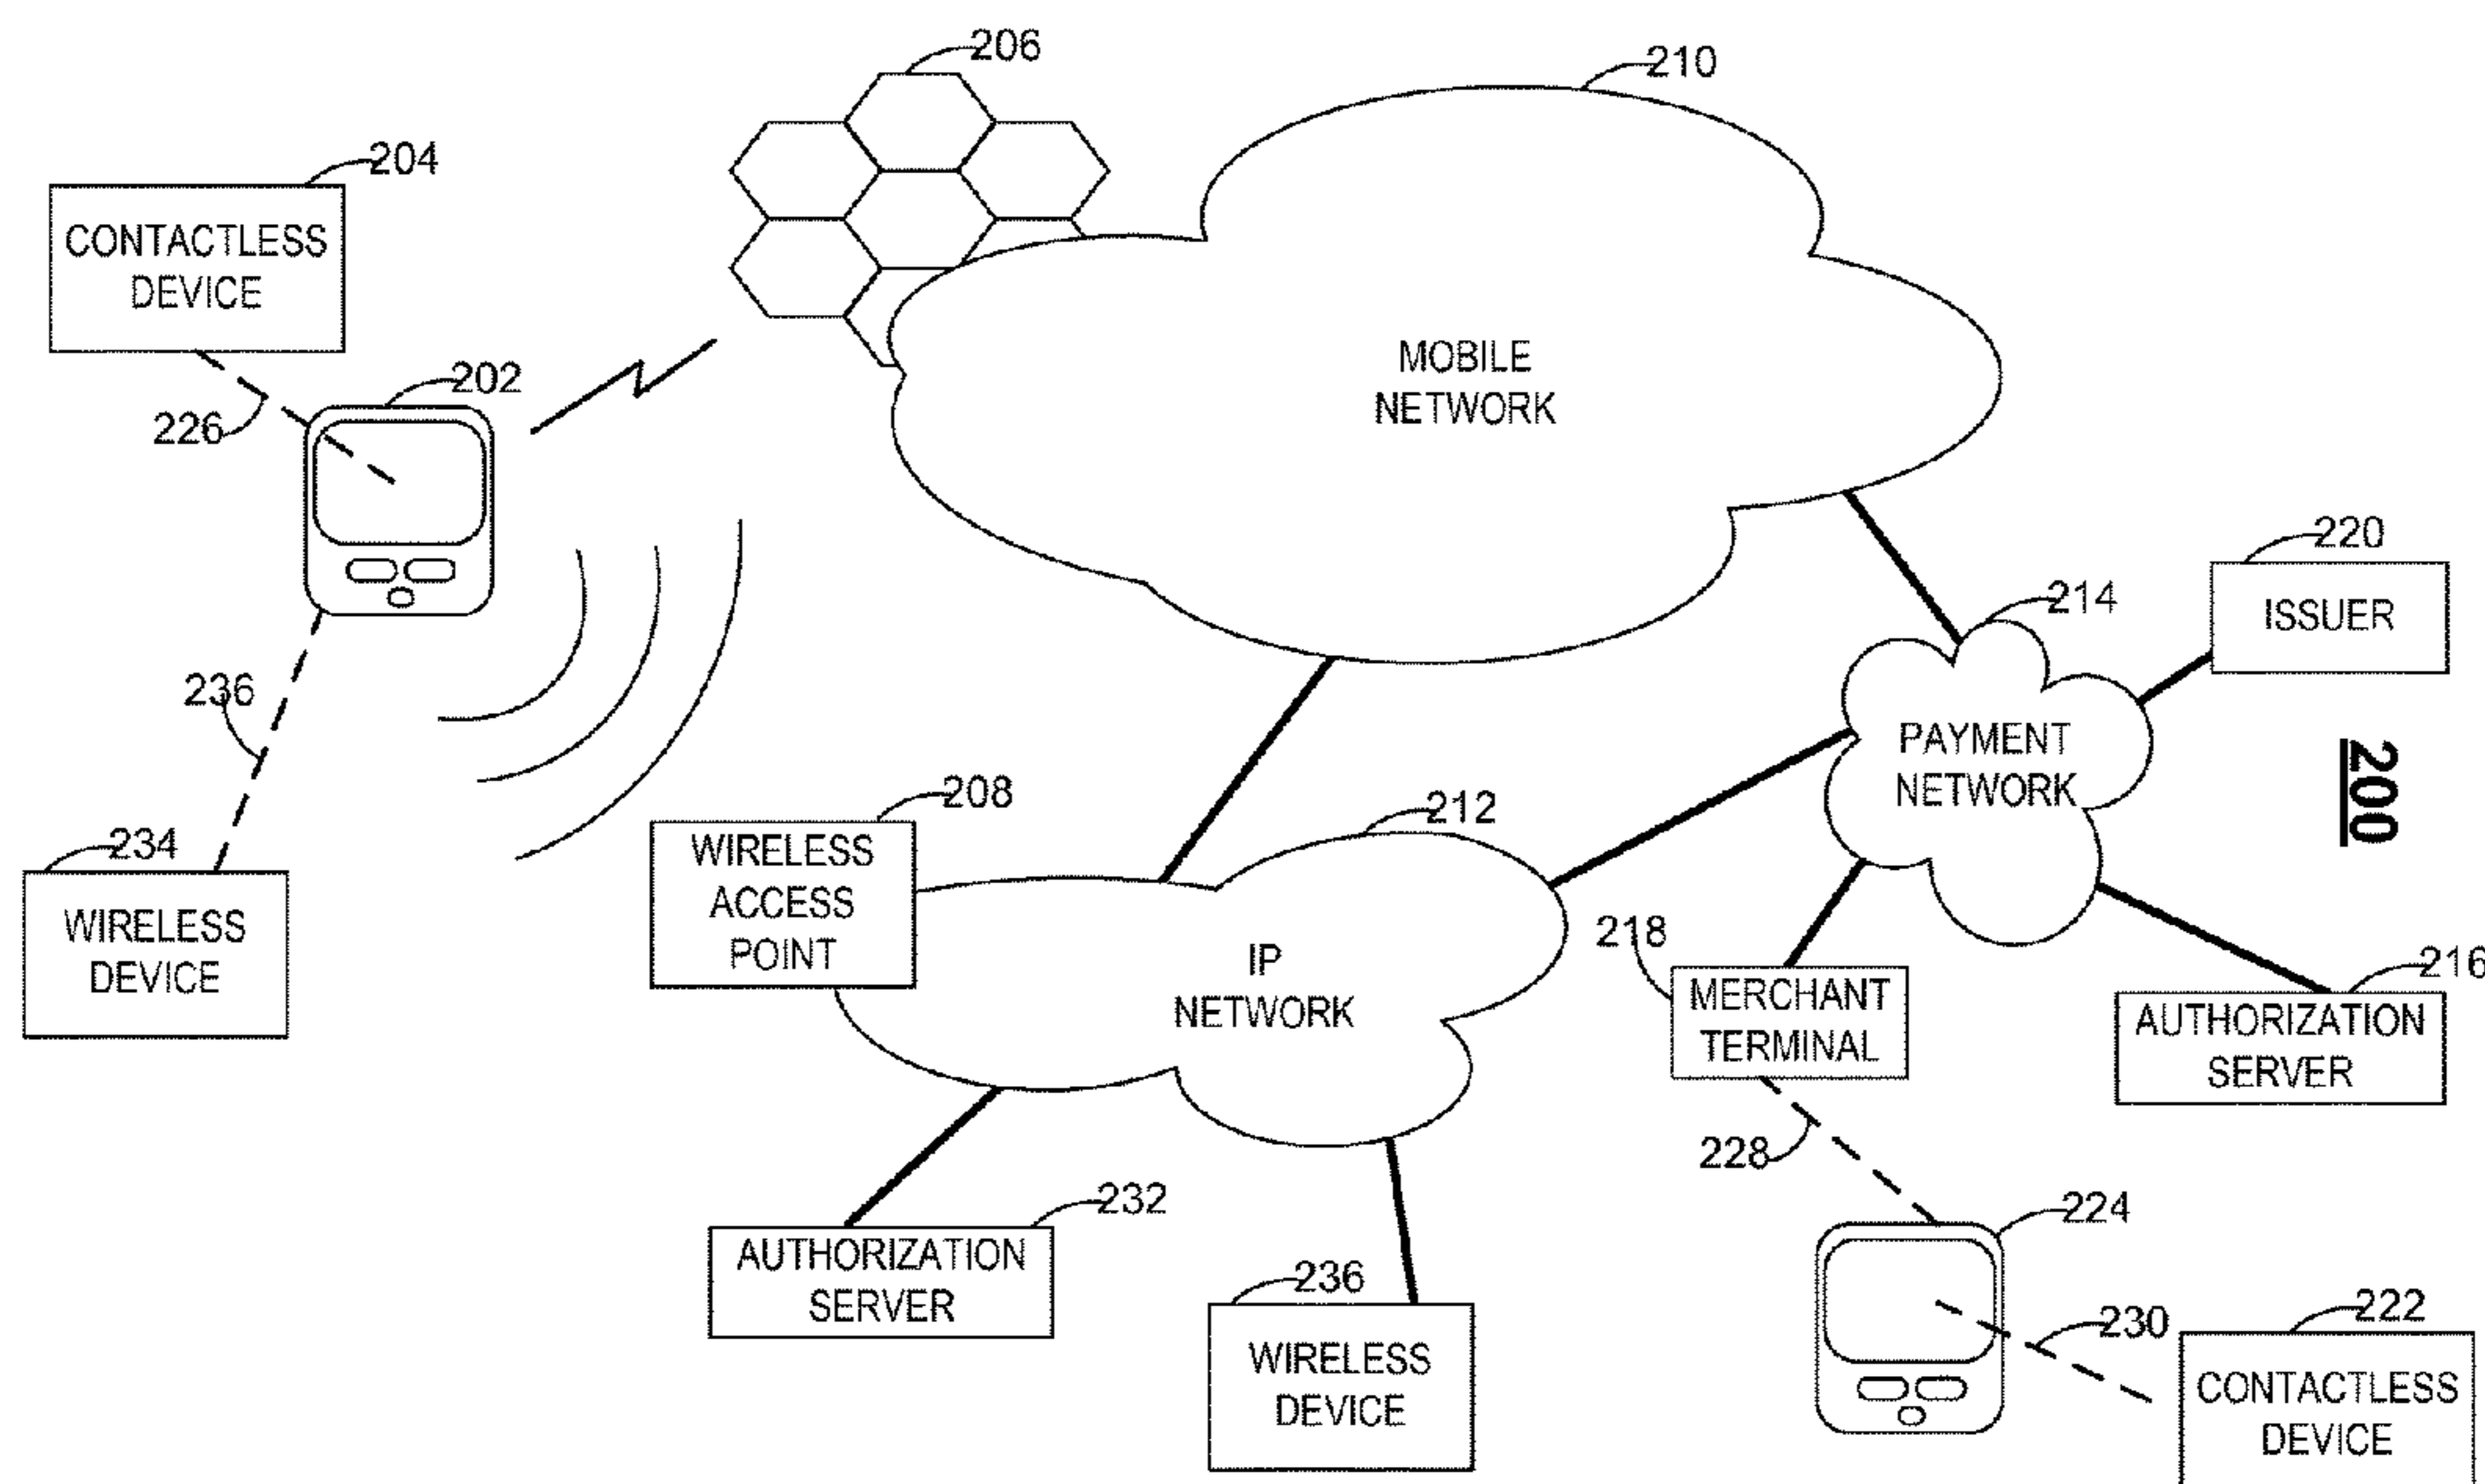 206
210
204
CONTACTLESS
DEVICE
202
226
MOBILE
NETWORK
220
ISSUER
214
236
PAYMENT
NETWORK
200
208
WIRELESS
ACCESS
POINT
212
234
WIRELESS
DEVICE
IP
NETWORK
218
MERCHANT
TERMINAL
216
AUTHORIZATION
SERVER
228
232
AUTHORIZATION
SERVER
224
236
WIRELESS
DEVICE
230
222
CONTACTLESS
DEVICE